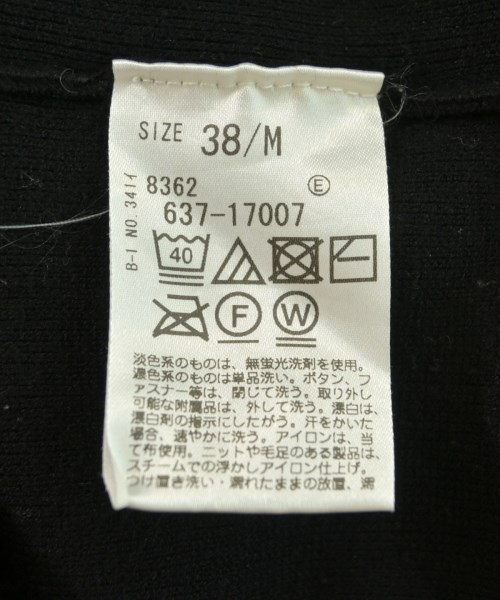 SIZE 38/M
B-1 NO.341イ
8362 Ⓔ
637-17007
40
F W
淡色系のものは、無蛍光洗剤を使用。
濃色系のものは単品洗い。ボタン、フ
ァスナー等は、閉じて洗う。取り外し
可能な附属品は、外して洗う。漂白は、
漂白剤の指示にしたがう。汗をかいた
場合、速やかに洗う。アイロンは、当
て布使用。ニットや毛足のある製品は、
スチームでの浮かしアイロン仕上げ。
つけ置き洗い・濡れたままの放置、濡